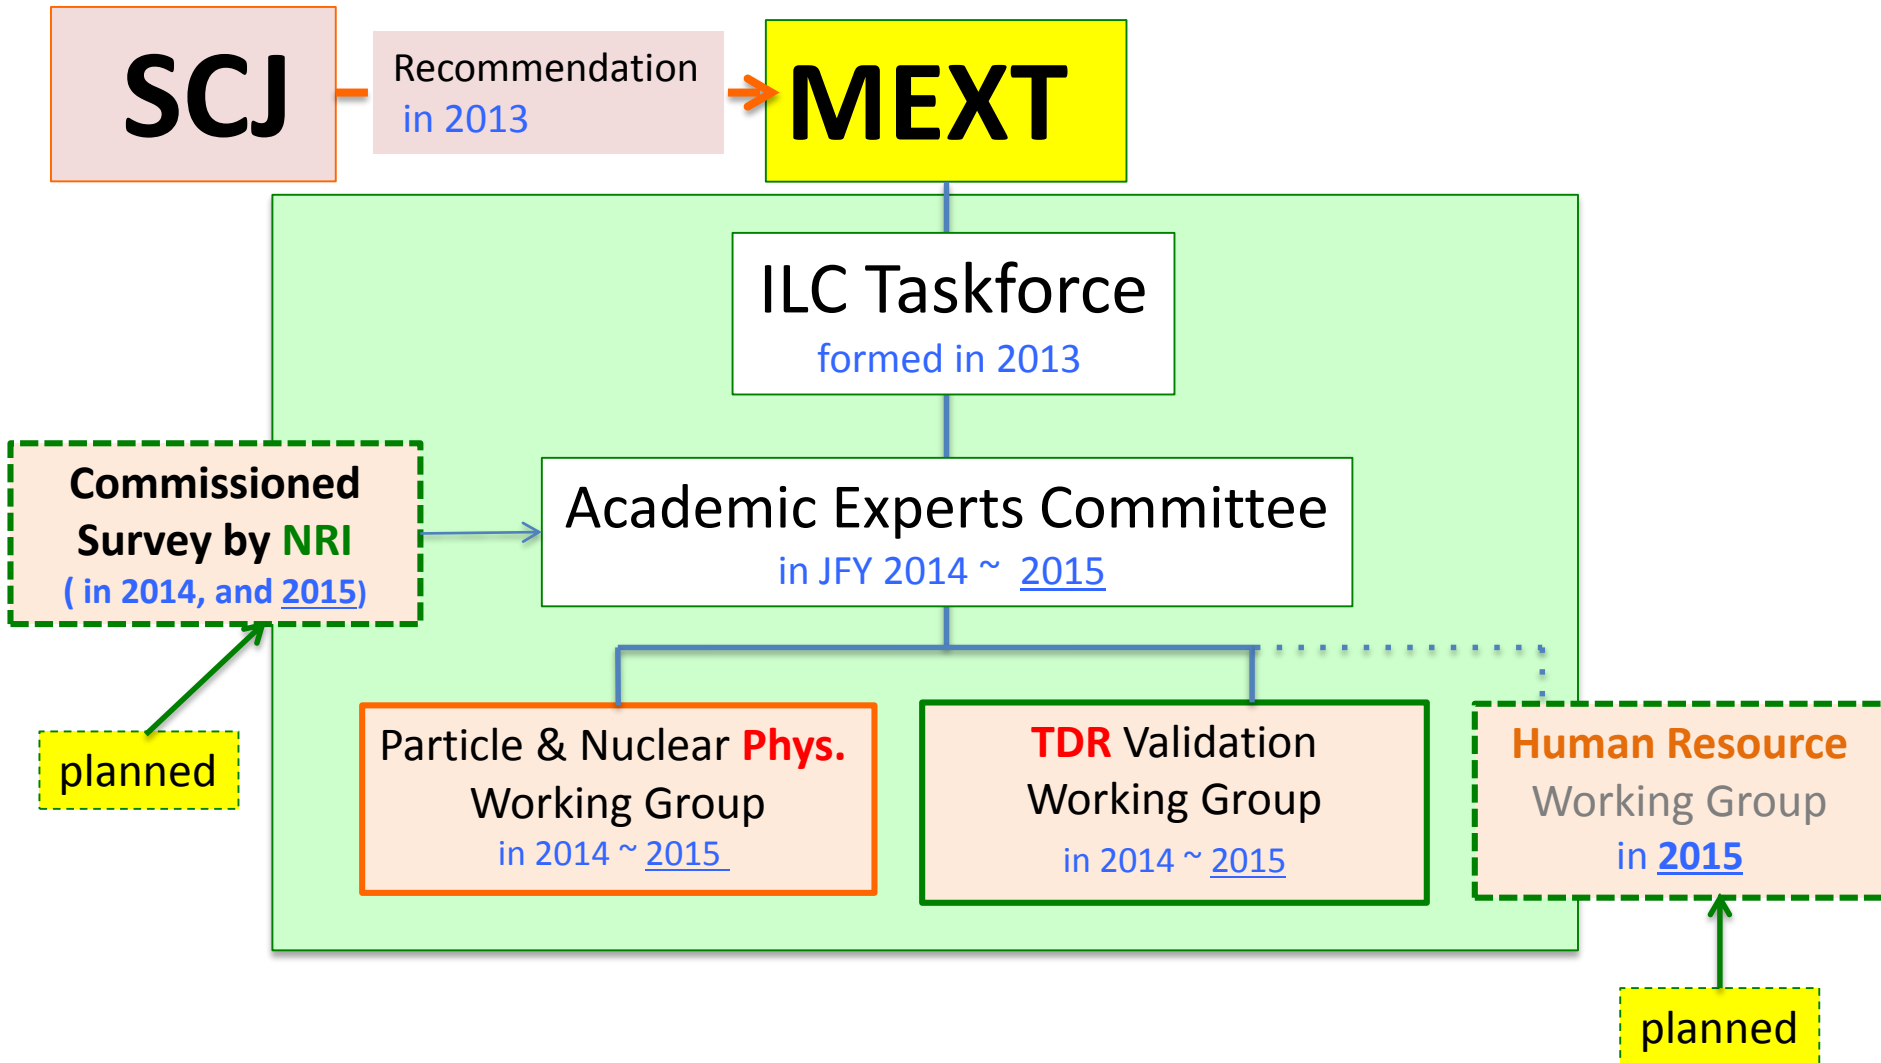 SCJ
Recommendation
in 2013
MEXT
ILC Taskforce
formed in 2013
Commissioned
Survey by NRI
( in 2014, and 2015)
Academic Experts Committee
in JFY 2014 ~ 2015
planned
Particle & Nuclear Phys.
Working Group
in 2014 ~ 2015
TDR Validation
Working Group
in 2014 ~ 2015
Human Resource
Working Group
in 2015
planned